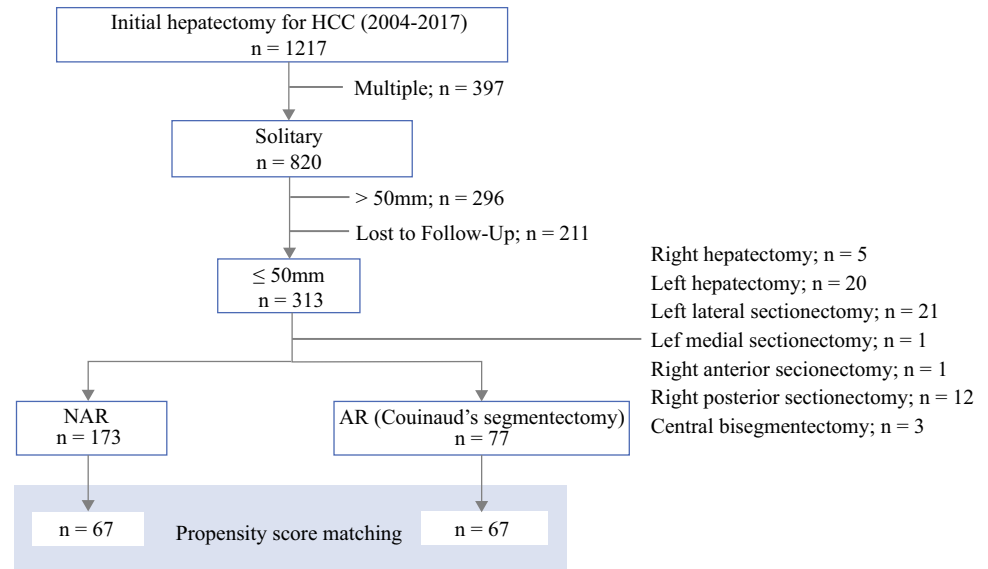 Initial hepatectomy for HCC (2004-2017)
n = 1217
Multiple; n = 397
Solitary
n = 820
> 50mm; n = 296
Lost to Follow-Up; n = 211
≤ 50mm
n = 313
Right hepatectomy; n = 5
Left hepatectomy; n = 20
Left lateral sectionectomy; n = 21
Lef medial sectionectomy; n = 1
Right anterior secionectomy; n = 1
Right posterior sectionectomy; n = 12
Central bisegmentectomy; n = 3
NAR
n = 173
AR (Couinaud's segmentectomy)
n = 77
n = 67
Propensity score matching
n = 67